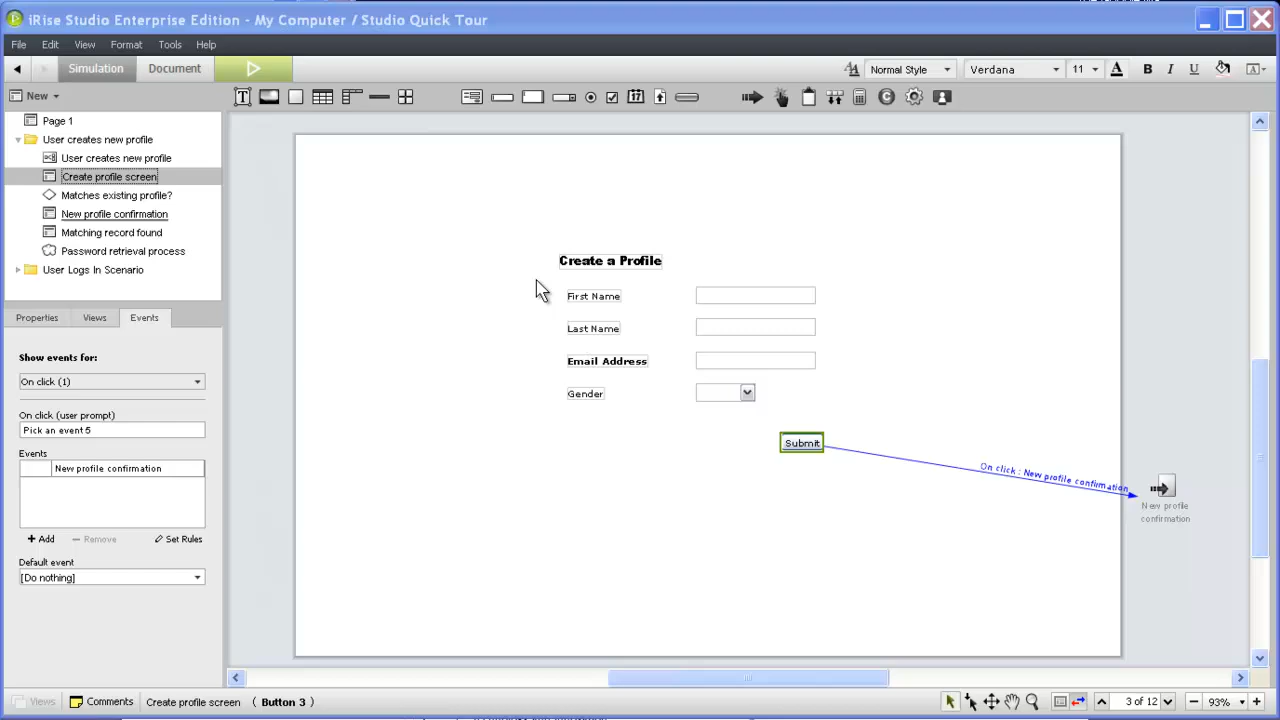 iRise Studio Enterprise Edition - My Computer / Studio Quick Tour
File Edit View Format Tools Help
Simulation Document Normal Style Verdana 11 A B I U A
New T 17 C
Page 1
User creates new profile
User creates new profile
Create profile screen
Matches existing profile?
New profile confirmation
Matching record found
Password retrieval process
User Logs In Scenario
Properties Views Events
Show events for:
On click (1)
On click (user prompt)
Pick an event 5
Events
New profile confirmation
Add Remove Set Rules
Default event
[Do nothing]
Create a Profile
First Name
Last Name
Email Address
Gender
Submit
On click : New profile confirmation
New profile
confirmation
Views Comments Create profile screen ( Button 3 ) 3 of 12 93%